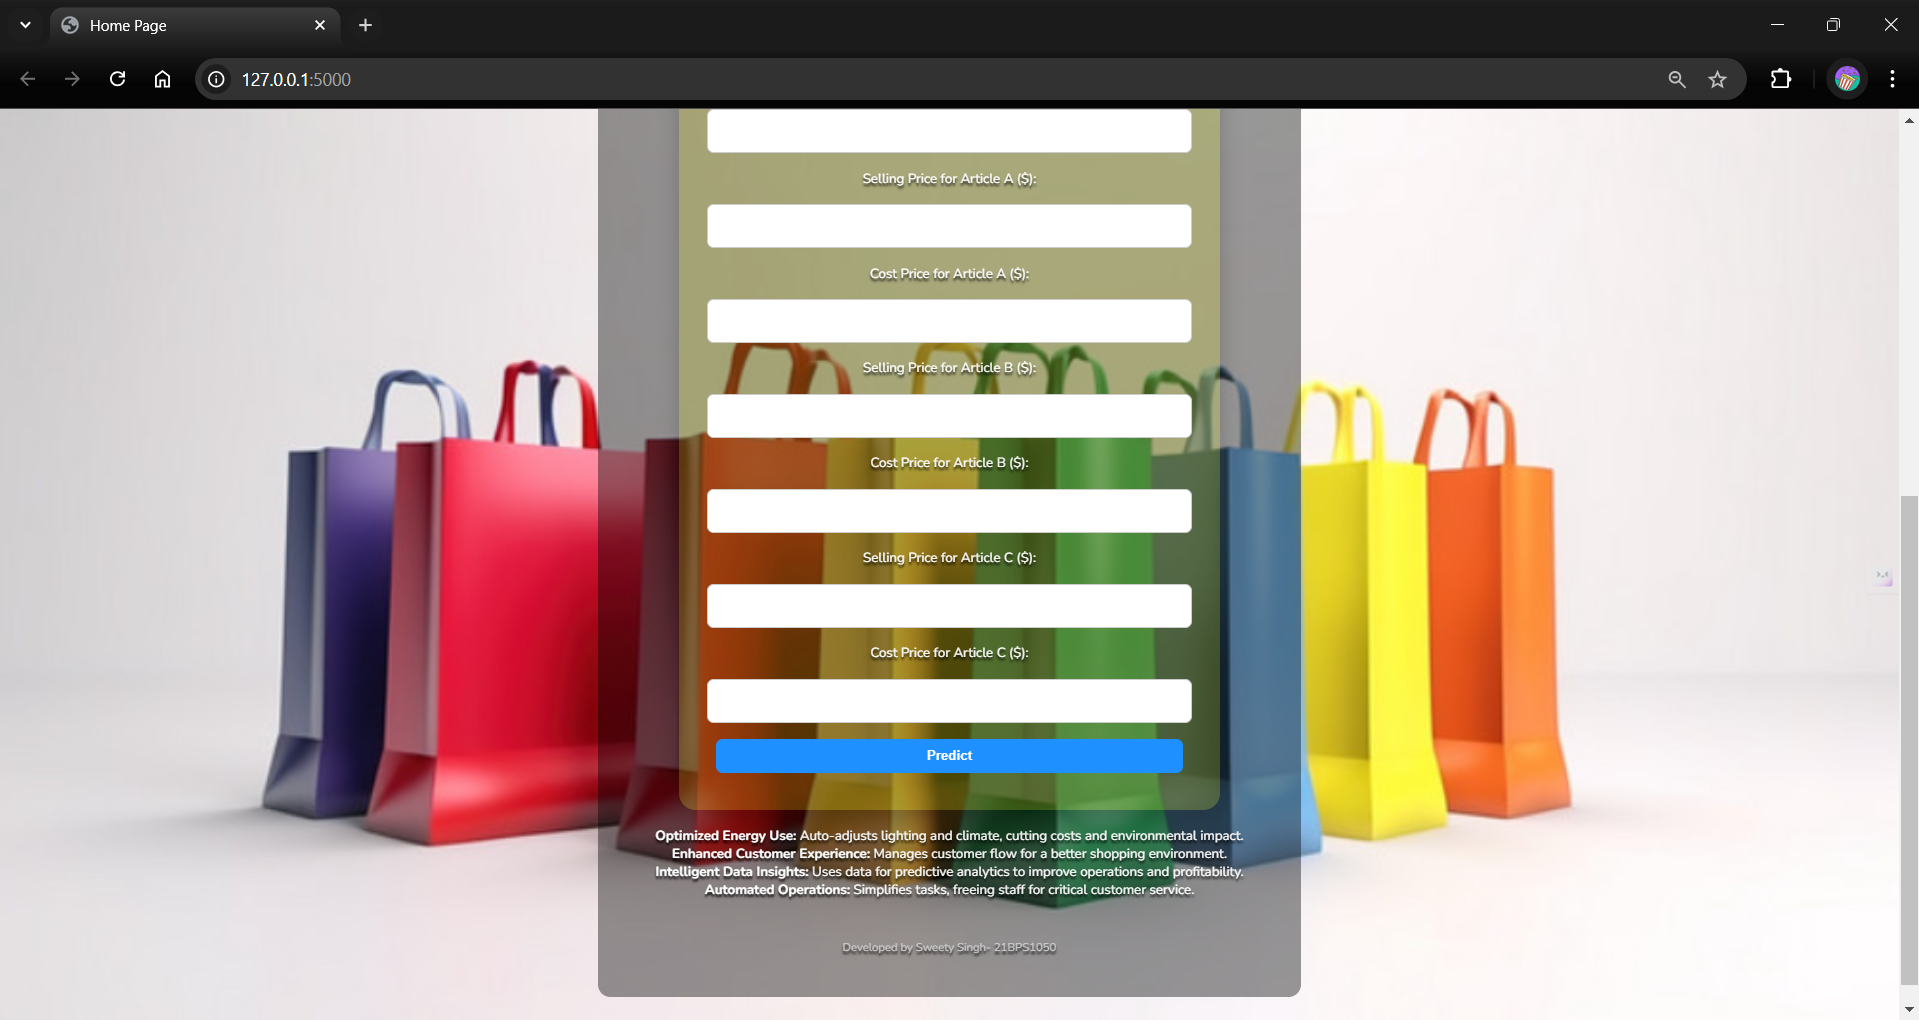 Home Page
127.0.0.1:5000
Selling Price for Article A ($):
Cost Price for Article A ($):
Selling Price for Article B ($):
Cost Price for Article B ($):
Selling Price for Article C ($):
Cost Price for Article C ($):
Predict
Optimized Energy Use: Auto-adjusts lighting and climate, cutting costs and environmental impact.
Enhanced Customer Experience: Manages customer flow for a better shopping environment.
Intelligent Data Insights: Uses data for predictive analytics to improve operations and profitability.
Automated Operations: Simplifies tasks, freeing staff for critical customer service.
Developed by Sweety Singh- 21BPS1050